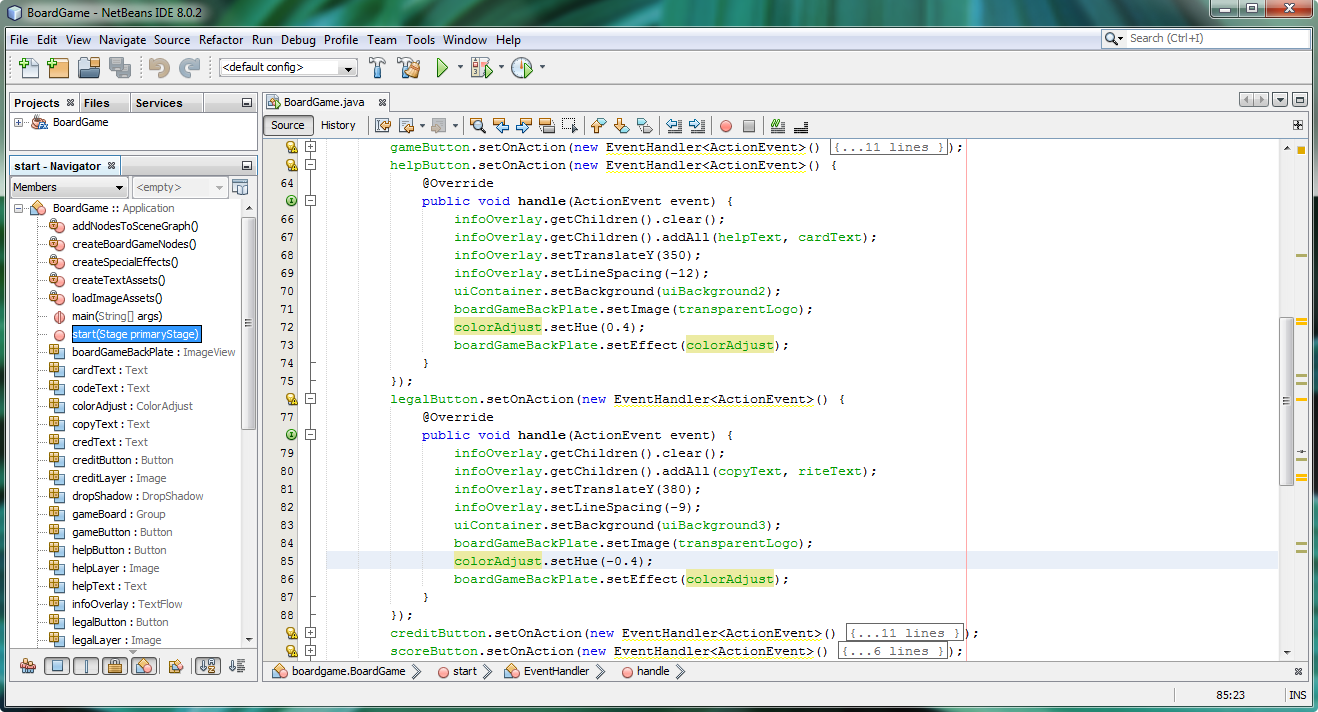 BoardGame - NetBeans IDE 8.0.2
File Edit View Navigate Source Refactor Run Debug Profile Team Tools Window Help
Search (Ctrl+I)
<default config>
Projects Files Services
BoardGame
start - Navigator
Members <empty>
BoardGame :: Application
addNodesToSceneGraph()
createBoardGameNodes()
createSpecialEffects()
createTextAssets()
loadImageAssets()
main(String[] args)
start(Stage primaryStage)
boardGameBackPlate : ImageView
cardText : Text
codeText : Text
colorAdjust : ColorAdjust
copyText : Text
credText : Text
creditButton : Button
creditLayer : Image
dropShadow : DropShadow
gameBoard : Group
gameButton : Button
helpButton : Button
helpLayer : Image
helpText : Text
infoOverlay : TextFlow
legalButton : Button
legalLayer : Image
BoardGame.java
Source History
gameButton.setOnAction(new EventHandler<ActionEvent>() {...11 lines });
helpButton.setOnAction(new EventHandler<ActionEvent>() {
64 @Override
public void handle(ActionEvent event) {
66 infoOverlay.getChildren().clear();
67 infoOverlay.getChildren().addAll(helpText, cardText);
68 infoOverlay.setTranslateY(350);
69 infoOverlay.setLineSpacing(-12);
70 uiContainer.setBackground(uiBackground2);
71 boardGameBackPlate.setImage(transparentLogo);
72 colorAdjust.setHue(0.4);
73 boardGameBackPlate.setEffect(colorAdjust);
74 }
75 });
legalButton.setOnAction(new EventHandler<ActionEvent>() {
77 @Override
public void handle(ActionEvent event) {
79 infoOverlay.getChildren().clear();
80 infoOverlay.getChildren().addAll(copyText, riteText);
81 infoOverlay.setTranslateY(380);
82 infoOverlay.setLineSpacing(-9);
83 uiContainer.setBackground(uiBackground3);
84 boardGameBackPlate.setImage(transparentLogo);
85 colorAdjust.setHue(-0.4);
86 boardGameBackPlate.setEffect(colorAdjust);
87 }
88 });
creditButton.setOnAction(new EventHandler<ActionEvent>() {...11 lines });
scoreButton.setOnAction(new EventHandler<ActionEvent>() {...6 lines });
boardgame.BoardGame start EventHandler handle
85:23 INS